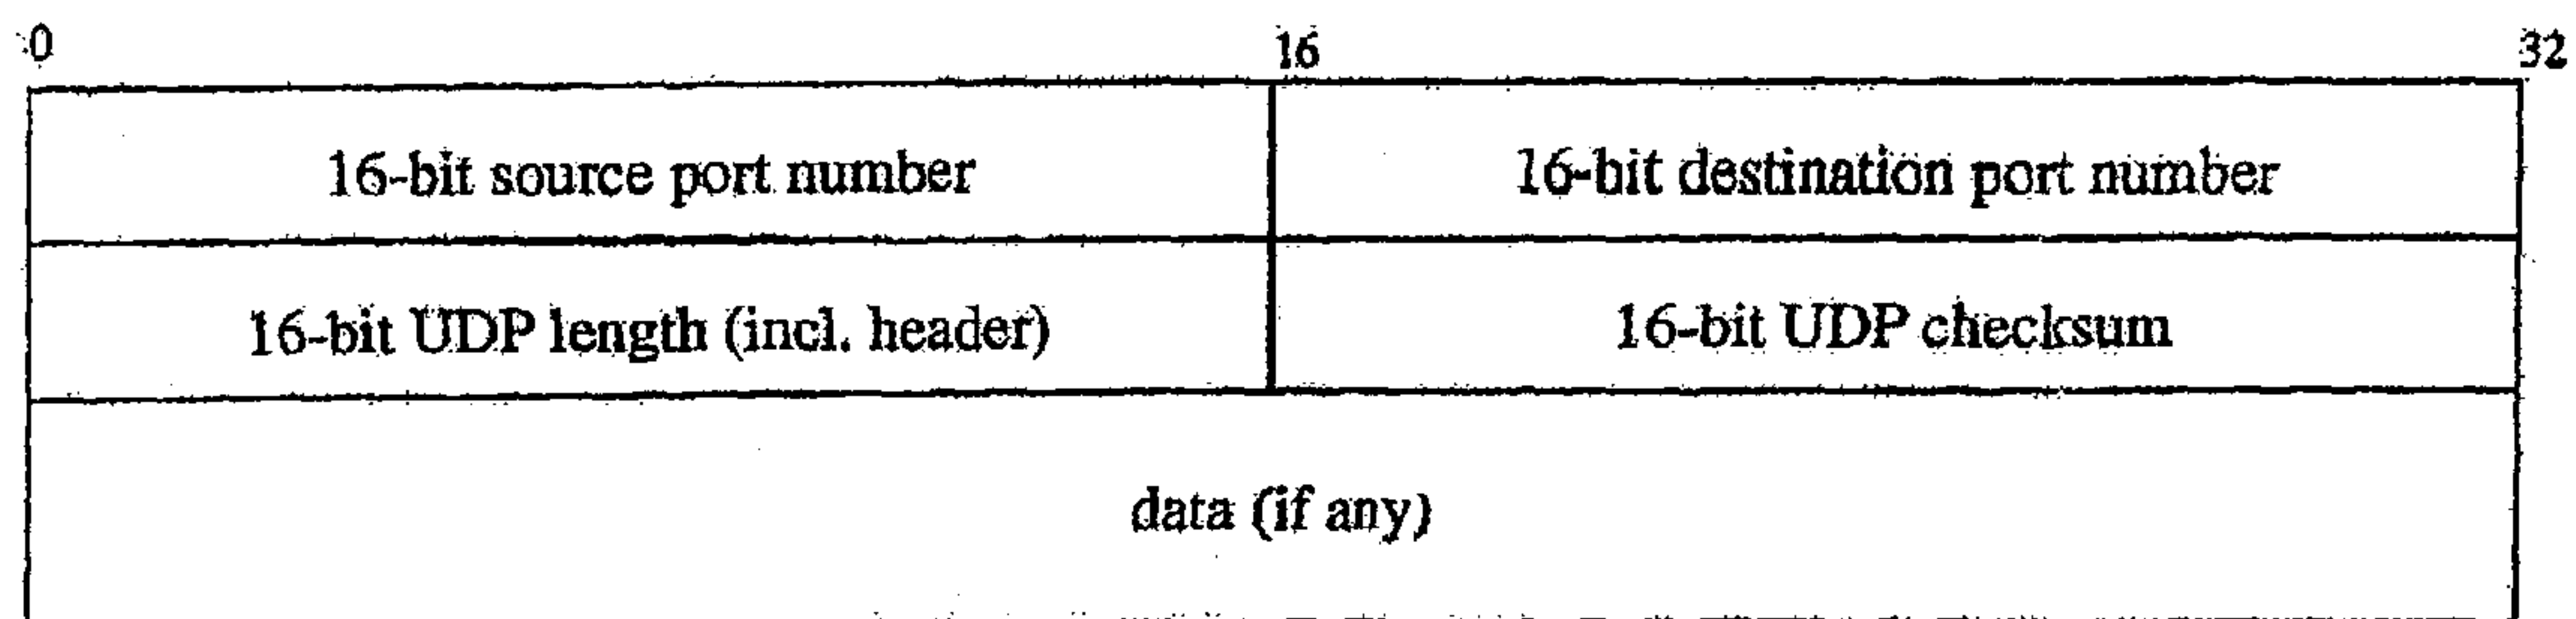 0 16 32
16-bit source port number 16-bit destination port number
16-bit UDP length (incl. header) 16-bit UDP checksum
data (if any)